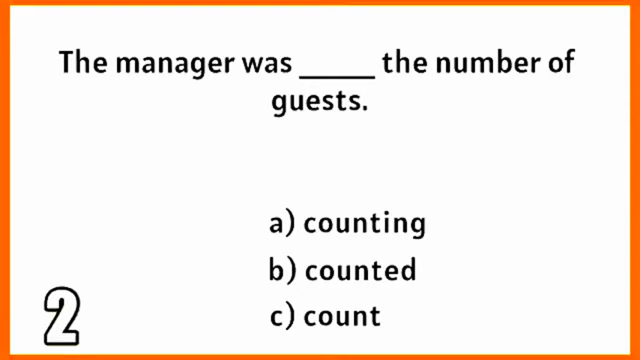 The manager was _____ the number of
guests.
a) counting
b) counted
c) count
2